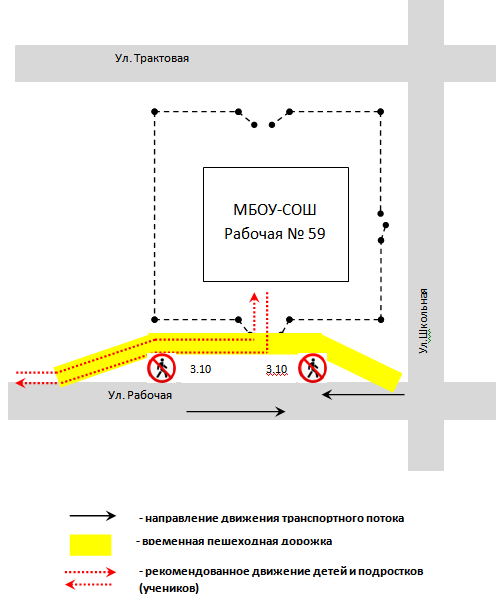 Ул. Трактовая
МБОУ-СОШ
Рабочая № 59
Ул. Школьная
3.10
3.10
Ул. Рабочая
- направление движения транспортного потока
- временная пешеходная дорожка
- рекомендованное движение детей и подростков
(учеников)